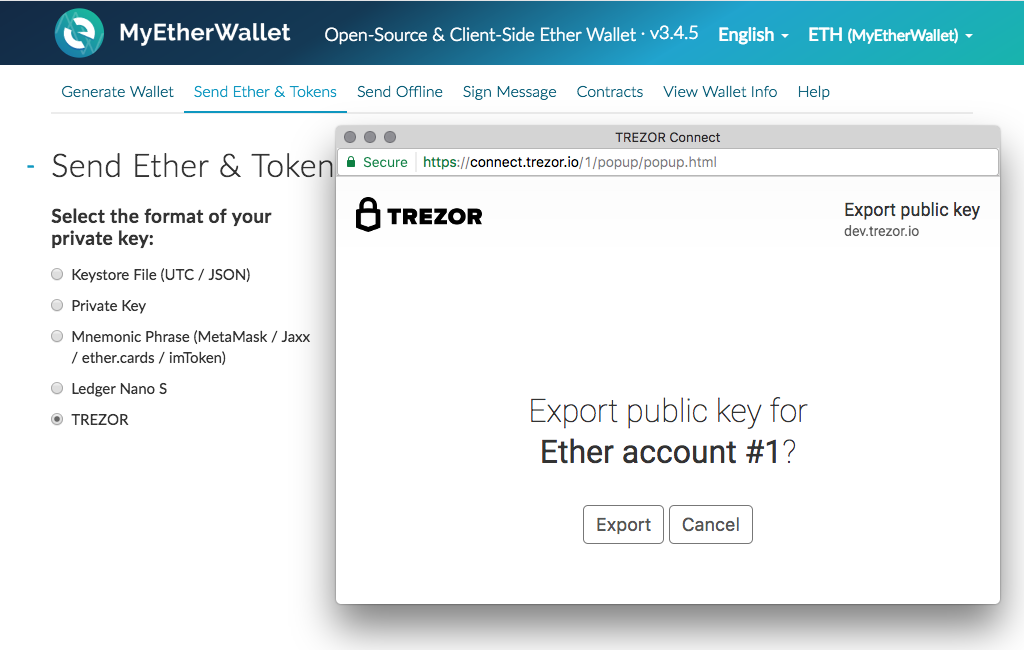 MyEtherWallet
Open-Source & Client-Side Ether Wallet · v3.4.5
English
ETH (MyEtherWallet)
Generate Wallet
Send Ether & Tokens
Send Offline
Sign Message
Contracts
View Wallet Info
Help
- Send Ether & Token
Select the format of your
private key:
Keystore File (UTC / JSON)
Private Key
Mnemonic Phrase (MetaMask / Jaxx
/ ether.cards / imToken)
Ledger Nano S
TREZOR
TREZOR Connect
Secure
https://connect.trezor.io/1/popup/popup.html
TREZOR
Export public key
dev.trezor.io
Export public key for
Ether account #1?
Export
Cancel